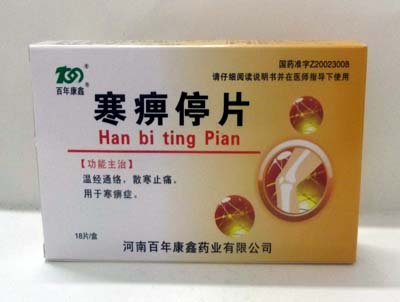 国药准字Z20023008
请仔细阅读说明书并在医师指导下使用
百年康鑫®
寒痹停片
Han bi ting Pian
【功能主治】
温经通络，散寒止痛。
用于寒痹症。
18片/盒
河南百年康鑫药业有限公司